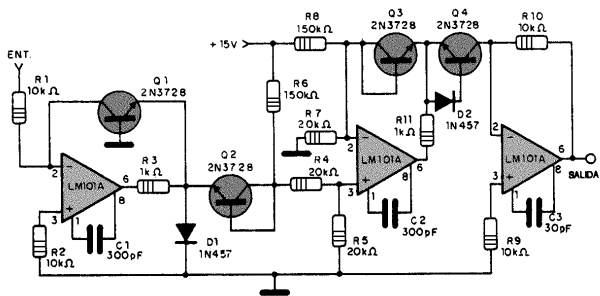 ENT.
R1
10kΩ
Q1
2N3728
2
3
LM101A
6
1
8
R2
10kΩ
C1
300pF
R3
1kΩ
D1
1N457
Q2
2N3728
+15V
R8
150kΩ
R6
150kΩ
R7
20kΩ
R4
20kΩ
R5
20kΩ
Q3
2N3728
Q4
2N3728
R11
1kΩ
D2
1N457
2
3
LM101A
6
1
8
C2
300pF
R10
10kΩ
2
3
LM101A
6
1
8
SALIDA
R9
10kΩ
C3
30pF